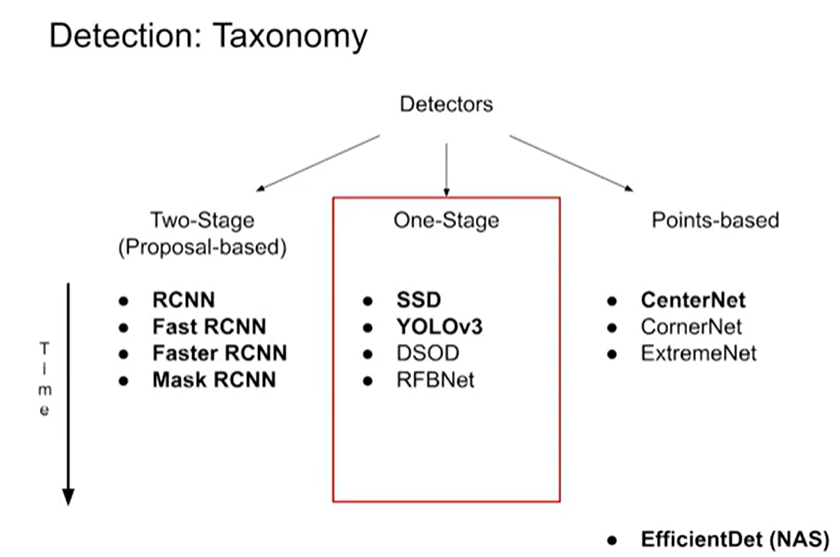 Detection: Taxonomy
Detectors
Two-Stage
(Proposal-based)
● RCNN
● Fast RCNN
● Faster RCNN
● Mask RCNN
One-Stage
● SSD
● YOLOv3
● DSOD
● RFBNet
Points-based
● CenterNet
● CornerNet
● ExtremeNet
● EfficientDet (NAS)
Time